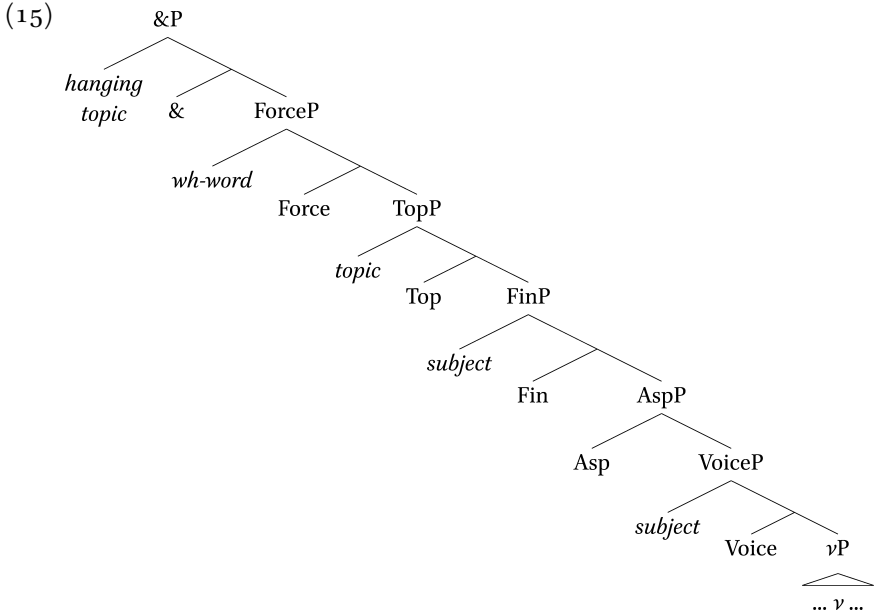 (15)
&P
hanging
topic
&
ForceP
wh-word
Force
TopP
topic
Top
FinP
subject
Fin
AspP
Asp
VoiceP
subject
Voice
vP
... v ...